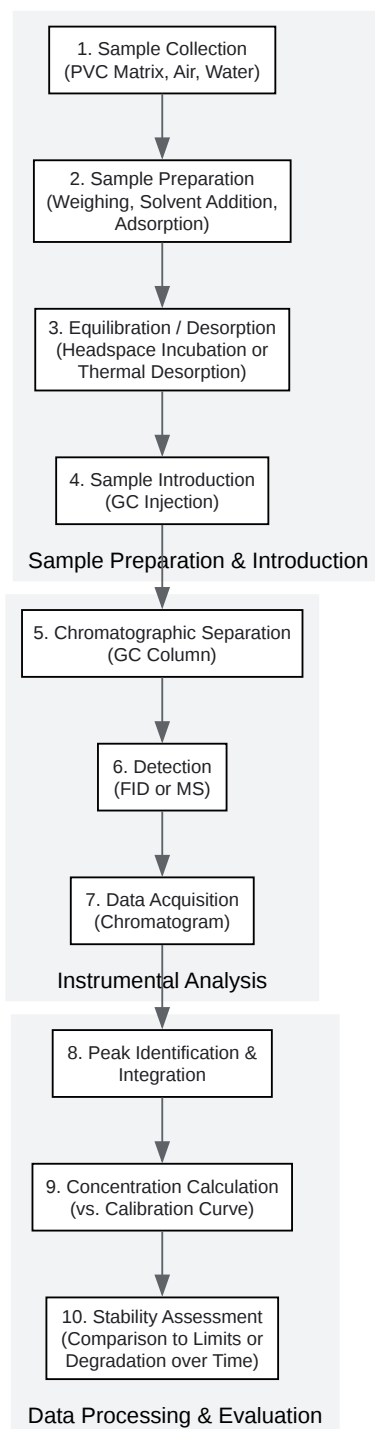 1. Sample Collection
(PVC Matrix, Air, Water)
2. Sample Preparation
(Weighing, Solvent Addition,
Adsorption)
3. Equilibration / Desorption
(Headspace Incubation or
Thermal Desorption)
4. Sample Introduction
(GC Injection)
Sample Preparation & Introduction
5. Chromatographic Separation
(GC Column)
6. Detection
(FID or MS)
7. Data Acquisition
(Chromatogram)
Instrumental Analysis
8. Peak Identification &
Integration
9. Concentration Calculation
(vs. Calibration Curve)
10. Stability Assessment
(Comparison to Limits or
Degradation over Time)
Data Processing & Evaluation